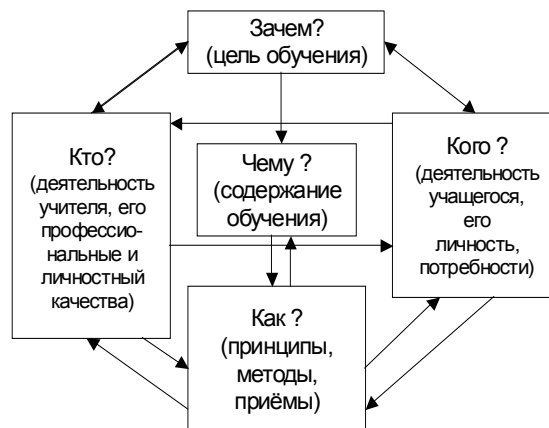 Зачем?
(цель обучения)
Кто?
(деятельность
учителя, его
профессио-
нальные и
личностный
качества)
Чему ?
(содержание
обучения)
Кого ?
(деятельность
учащегося,
его
личность,
потребности)
Как ?
(принципы,
методы,
приёмы)